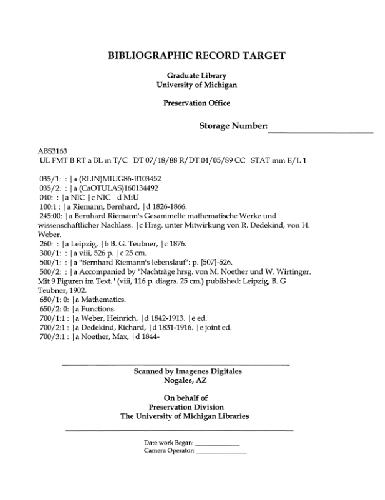 BIBLIOGRAPHIC RECORD TARGET
Graduate Library
University of Michigan
Preservation Office
Storage Number:
ABS3163
UL FMT B RT a BL m T/C DT 07/18/88 R/DT 04/05/89 CC STAT mm E/L 1
035/1: : |a (RLIN)MIUG86-B103452
035/2: : |a (CaOTULAS)160134492
040: : |a NIC |c NIC |d MiU
100:1 : |a Riemann, Bernhard, |d 1826-1866.
245:00: |a Bernhard Riemann's Gesammelte mathematische Werke und
wissenschaftlicher Nachlass. |c Hrsg. unter Mitwirkung von R. Dedekind, von H.
Weber.
260: : |a Leipzig, |b B. G. Teubner, |c 1876.
300/1: : |a viii, 526 p. |c 25 cm.
500/1: : |a "Bernhard Riemann's lebenslauf": p. [507]-526.
500/2: : |a Accompanied by "Nachträge hrsg. von M. Noether und W. Wirtinger.
Mit 9 Figuren im Text." (viii, 116 p. diagrs. 25 cm.) published: Leipzig, B. G
Teubner, 1902.
650/1: 0: |a Mathematics.
650/2: 0: |a Functions.
700/1:1 : |a Weber, Heinrich, |d 1842-1913. |e ed.
700/2:1 : |a Dedekind, Richard, |d 1831-1916. |e joint ed.
700/3:1 : |a Noether, Max, |d 1844-
Scanned by Imagenes Digitales
Nogales, AZ
On behalf of
Preservation Division
The University of Michigan Libraries
Date work Began:
Camera Operator: